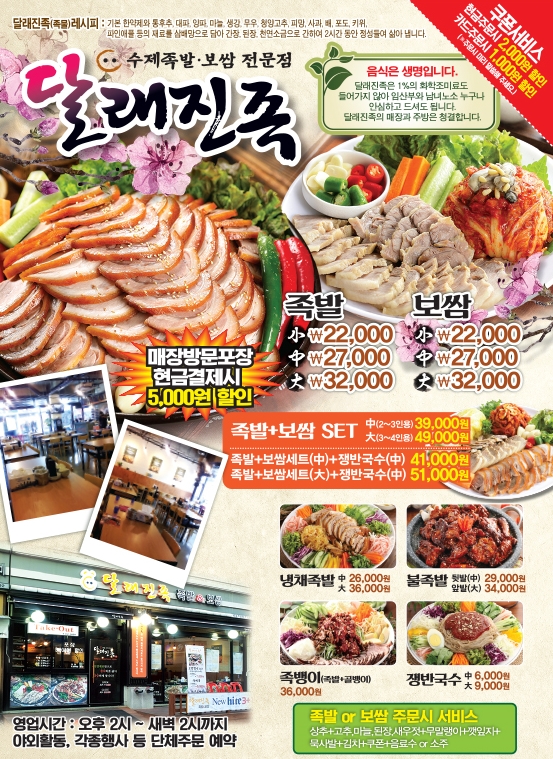 달래진족(족물)레시피 : 기본 한약제와 통후추, 대파, 양파, 마늘, 생강, 무우, 청양고추, 피망, 사과, 배, 포도, 키위,
파인애플 등의 재료를 삼베망으로 담아 간장, 된장, 천연소금으로 간하여 2시간 동안 정성들여 삶아 냅니다.
쿠폰서비스
현금주문시 2,000원 할인
카드주문시 1,000원 할인
수제족발·보쌈 전문점
달래진족
음식은 생명입니다.
달래진족은 1%의 화학조미료도
들어가지 않아 임산부와 남녀노소 누구나
안심하고 드셔도 됩니다.
달래진족의 매장과 주방은 청결합니다.
족발
小 ₩22,000
中 ₩27,000
大 ₩32,000
보쌈
小 ₩22,000
中 ₩27,000
大 ₩32,000
매장방문포장
현금결제시
5,000원 할인
족발+보쌈 SET 中(2~3인용) 39,000원
大(3~4인용) 49,000원
족발+보쌈세트(中)+쟁반국수(中) 41,000원
족발+보쌈세트(大)+쟁반국수(中) 51,000원
냉채족발 中 26,000원
大 36,000원
불족발 뒷발(中) 29,000원
앞발(大) 34,000원
족뱅이(족발+골뱅이)
36,000원
쟁반국수 中 6,000원
大 9,000원
달래진족 족발&보쌈
Take-Out
달래진족
New hire
영업시간 : 오후 2시 ~ 새벽 2시까지
야외활동, 각종행사 등 단체주문 예약
족발 or 보쌈 주문시 서비스
상추+고추,마늘,된장,새우젓+무말랭이+깻잎지+
묵사발+김치+쿠폰+음료수 or 소주